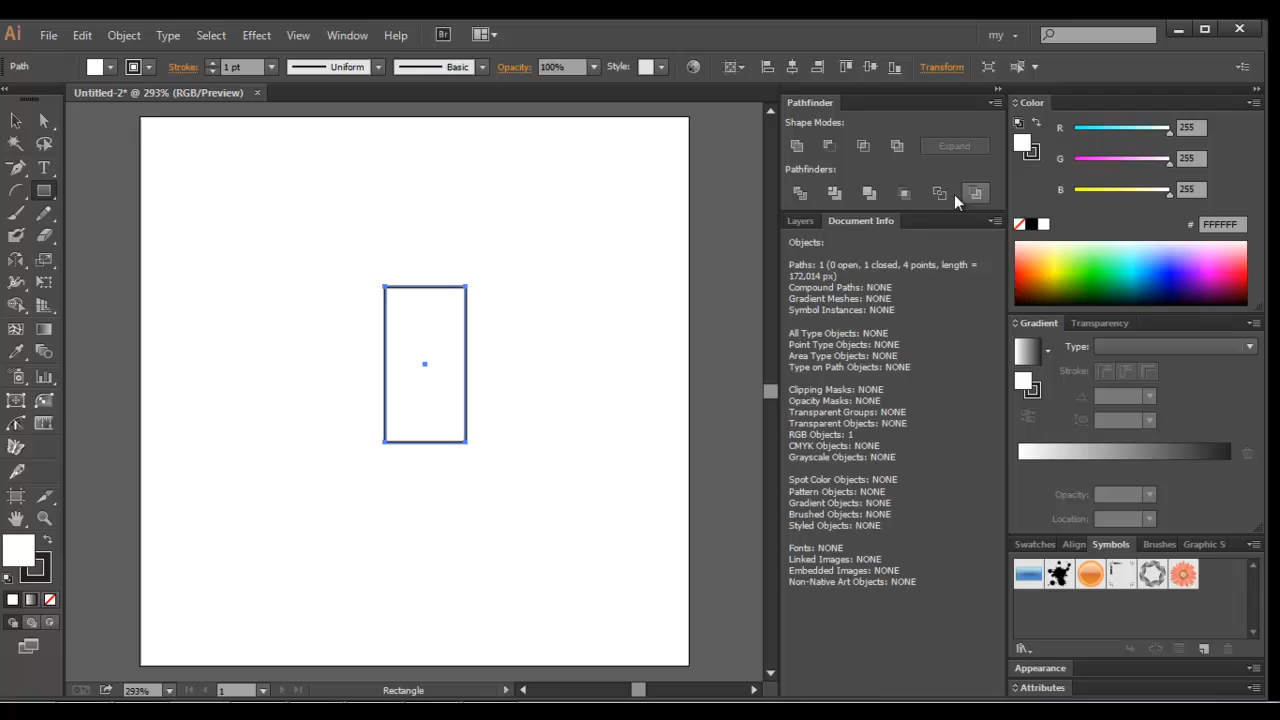 Ai File Edit Object Type Select Effect View Window Help Br my
Path Stroke: 1 pt Uniform Basic Opacity: 100% Style: Transform
Untitled-2* @ 293% (RGB/Preview) ×
Pathfinder
Shape Modes:
Expand
Pathfinders:
Layers Document Info
Objects:
Paths: 1 (0 open, 1 closed, 4 points, length =
172,014 px)
Compound Paths: NONE
Gradient Meshes: NONE
Symbol Instances: NONE
All Type Objects: NONE
Point Type Objects: NONE
Area Type Objects: NONE
Type on Path Objects: NONE
Clipping Masks: NONE
Opacity Masks: NONE
Transparent Groups: NONE
Transparent Objects: NONE
RGB Objects: 1
CMYK Objects: NONE
Grayscale Objects: NONE
Spot Color Objects: NONE
Pattern Objects: NONE
Gradient Objects: NONE
Brushed Objects: NONE
Styled Objects: NONE
Fonts: NONE
Linked Images: NONE
Embedded Images: NONE
Non-Native Art Objects: NONE
Color
R 255
G 255
B 255
# FFFFFF
Gradient Transparency
Type:
Stroke:
Opacity:
Location:
Swatches Align Symbols Brushes Graphic S
Appearance
Attributes
293% 1 Rectangle